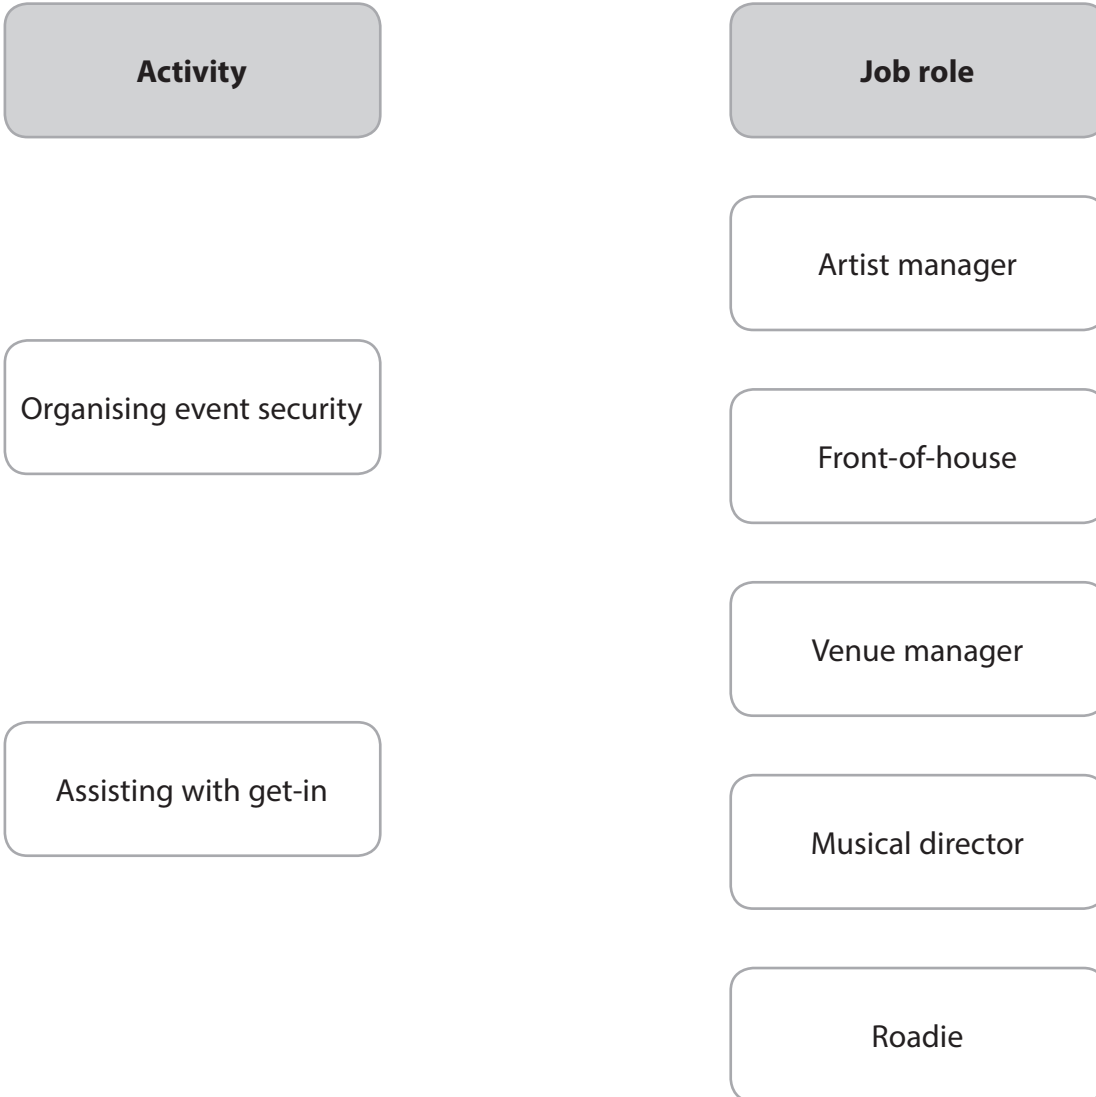 Activity
Job role
Artist manager
Organising event security
Front-of-house
Venue manager
Assisting with get-in
Musical director
Roadie